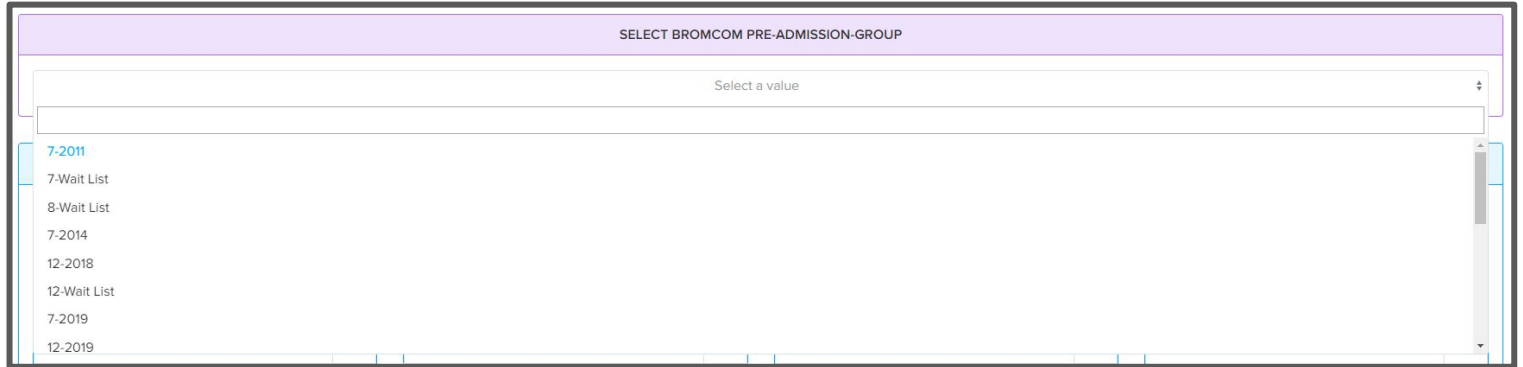 SELECT BROMCOM PRE-ADMISSION-GROUP
Select a value
7-2011
7-Wait List
8-Wait List
7-2014
12-2018
12-Wait List
7-2019
12-2019